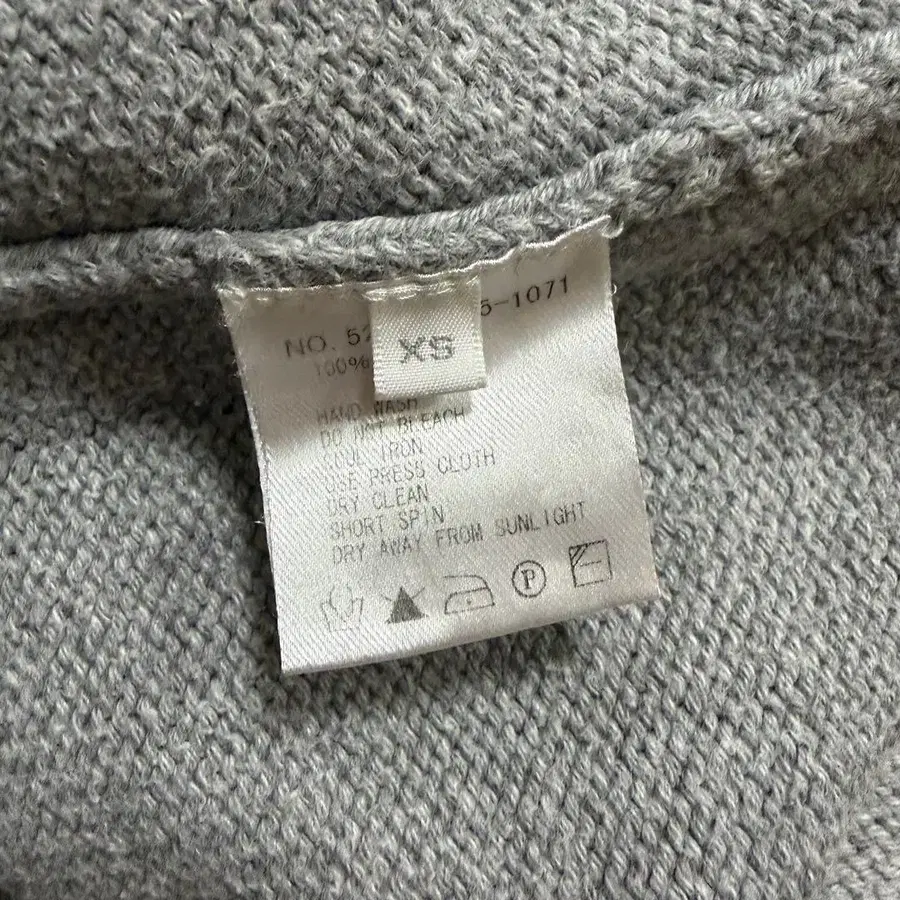 NO. 5 5-1071
XS
100%
HAND WASH
DO NOT BLEACH
COOL IRON
USE PRESS CLOTH
DRY CLEAN
SHORT SPIN
DRY AWAY FROM SUNLIGHT
P